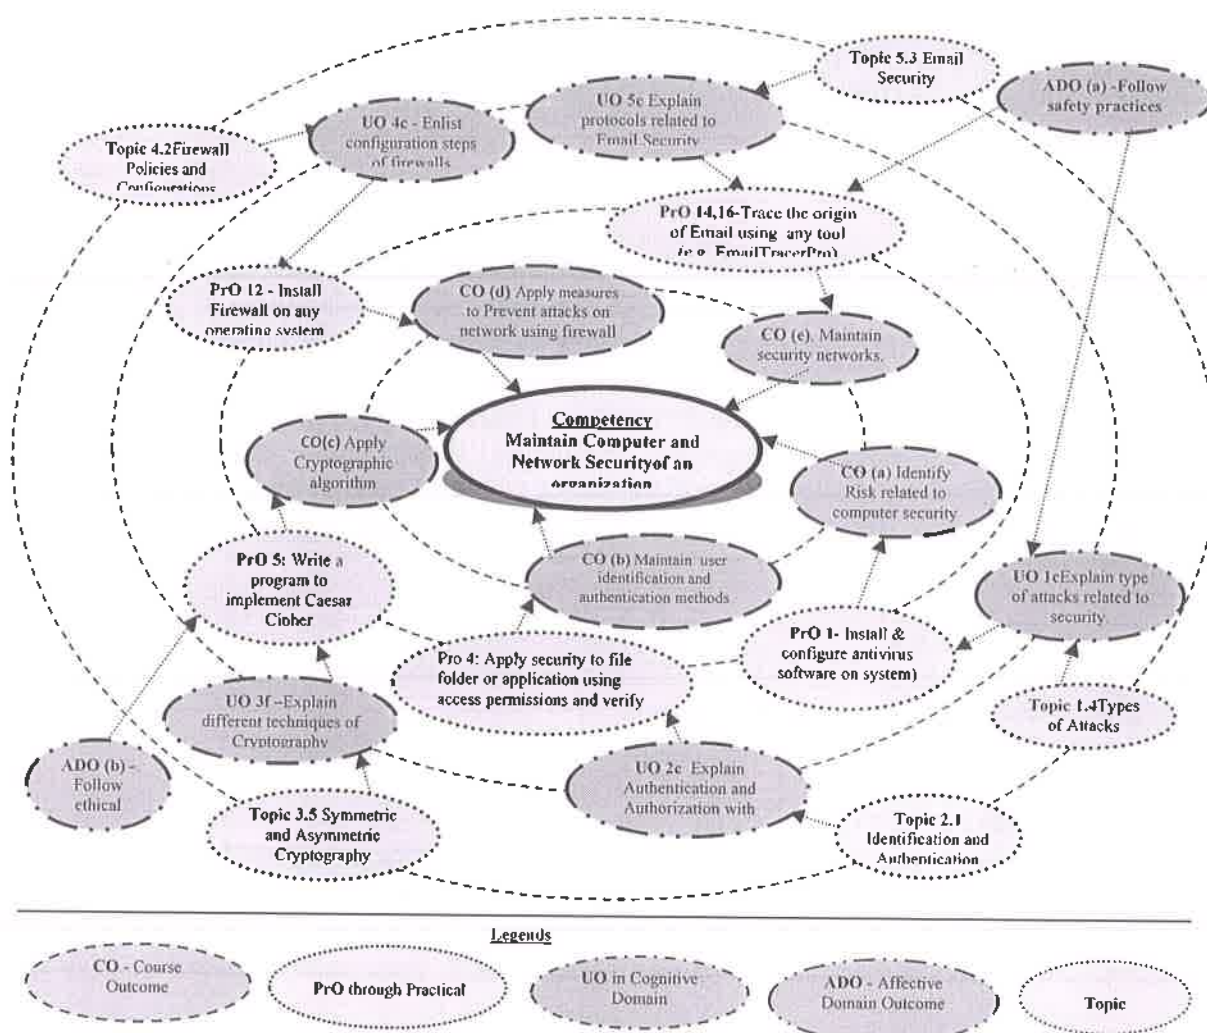 Topic 5.3 Email
Security
ADO (a) -Follow
safety practices
UO 5c Explain
protocols related to
Email Security
UO 4c - Enlist
configuration steps
of firewalls
Topic 4.2Firewall
Policies and
Configurations
PrO 14,16-Trace the origin
of Email using any tool
(e.g. EmailTracerPro)
PrO 12 - Install
Firewall on any
operating system
CO (d) Apply measures
to Prevent attacks on
network using firewall
CO (e). Maintain
security networks.
Competency
Maintain Computer and
Network Securityof an
organization
CO(c) Apply
Cryptographic
algorithm
CO (a) Identify
Risk related to
computer security
PrO 5: Write a
program to
implement Caesar
Cipher
CO (b) Maintain user
identification and
authentication methods
UO 1cExplain type
of attacks related to
security
PrO 1- Install &
configure antivirus
software on system)
Pro 4: Apply security to file
folder or application using
access permissions and verify
UO 3f –Explain
different techniques of
Cryptography
Topic 1.4Types
of Attacks
ADO (b) -
Follow
ethical
UO 2c Explain
Authentication and
Authorization with
Topic 3.5 Symmetric
and Asymmetric
Cryptography
Topic 2.1
Identification and
Authentication
Legends
CO - Course
Outcome
PrO through Practical
UO in Cognitive
Domain
ADO - Affective
Domain Outcome
Topic